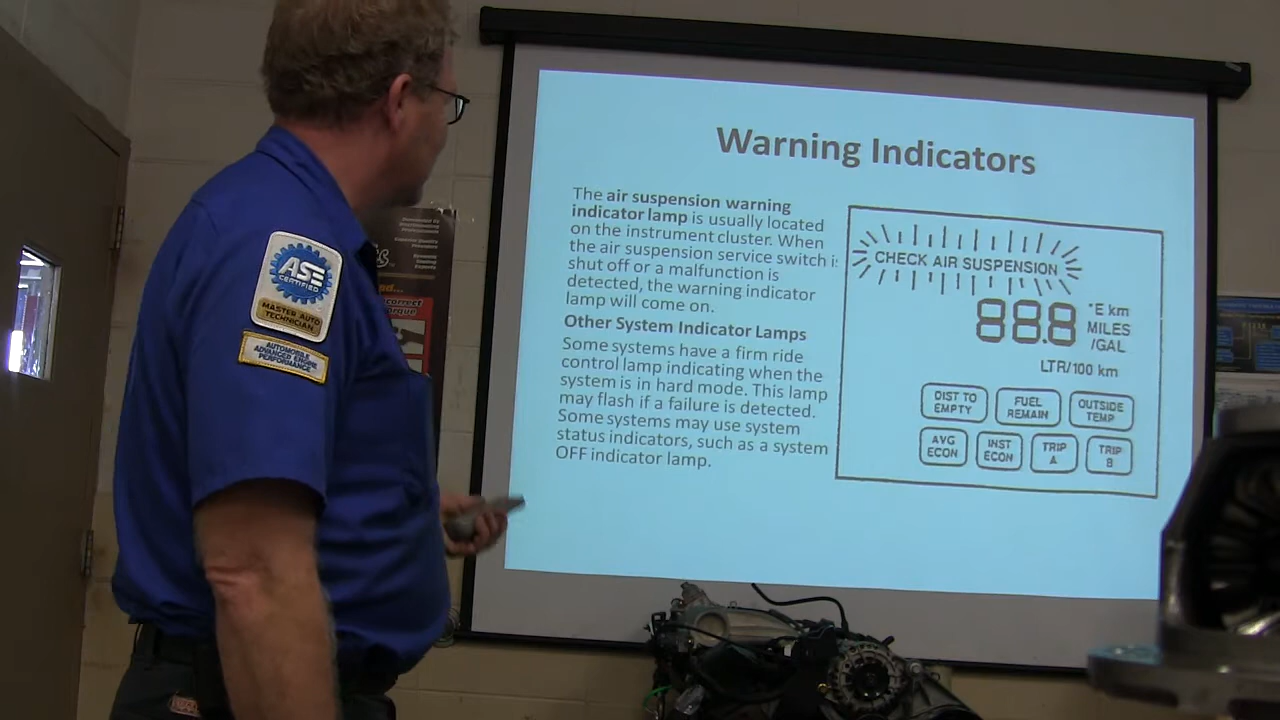 Warning Indicators
The air suspension warning
indicator lamp is usually located
on the instrument cluster. When
the air suspension service switch is
shut off or a malfunction is
detected, the warning indicator
lamp will come on.
Other System Indicator Lamps
Some systems have a firm ride
control lamp indicating when the
system is in hard mode. This lamp
may flash if a failure is detected.
Some systems may use system
status indicators, such as a system
OFF indicator lamp.
CHECK AIR SUSPENSION
888.8
°E km
MILES
/GAL
LTR/100 km
DIST TO
EMPTY
FUEL
REMAIN
OUTSIDE
TEMP
AVG
ECON
INST
ECON
TRIP
A
TRIP
B
ASE
CERTIFIED
MASTER AUTO
TECHNICIAN
AUTOMOBILE
ADVANCED ENGINE
PERFORMANCE